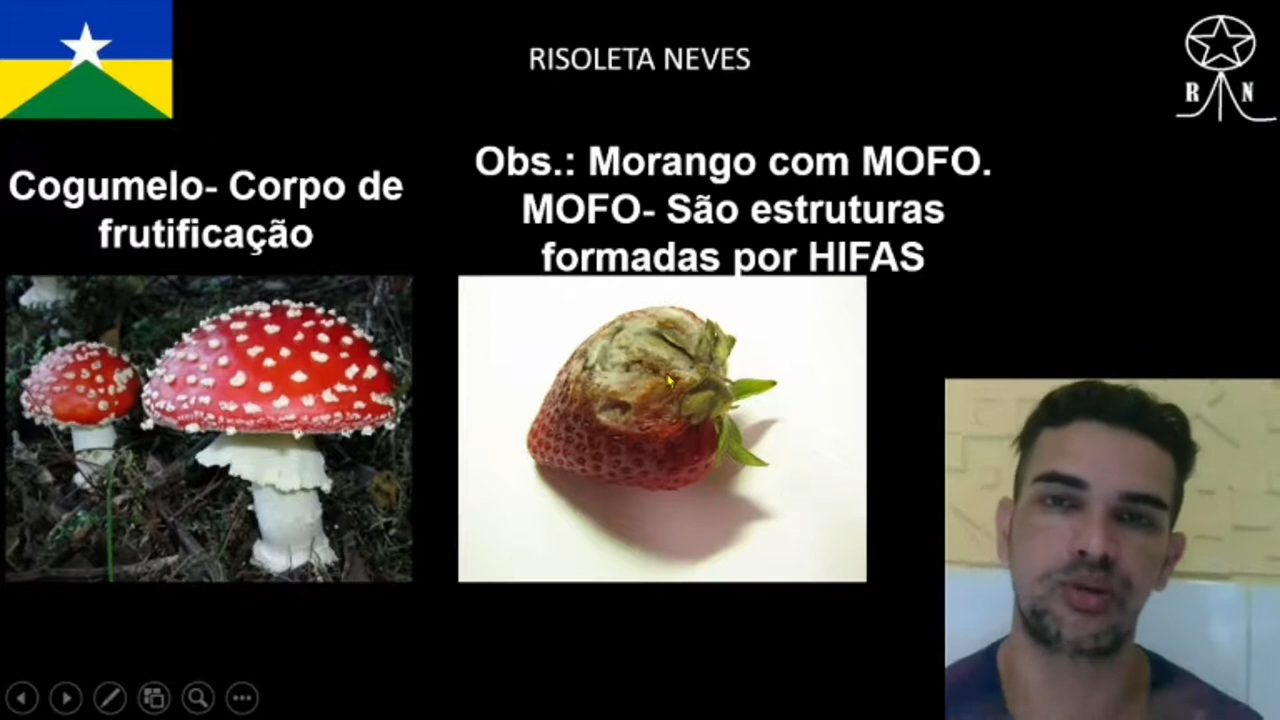 RISOLETA NEVES
R N
Cogumelo- Corpo de
frutificação
Obs.: Morango com MOFO.
MOFO- São estruturas
formadas por HIFAS